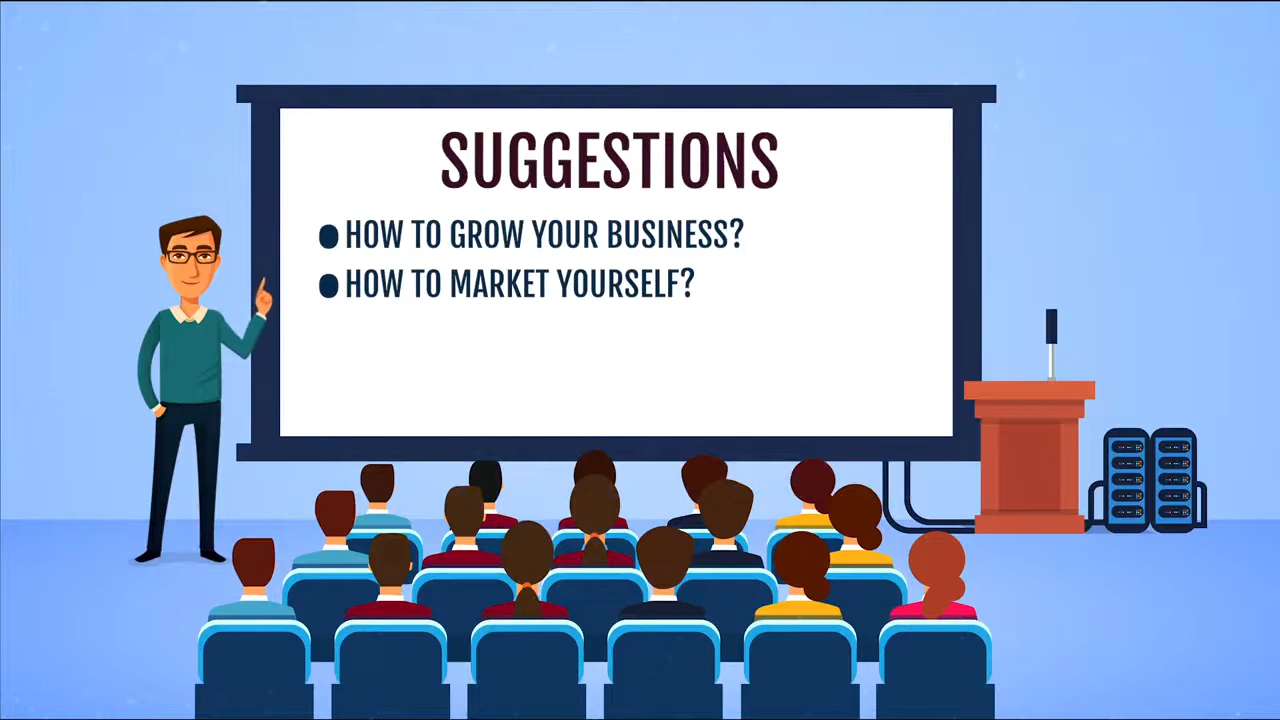 SUGGESTIONS
● HOW TO GROW YOUR BUSINESS?
● HOW TO MARKET YOURSELF?